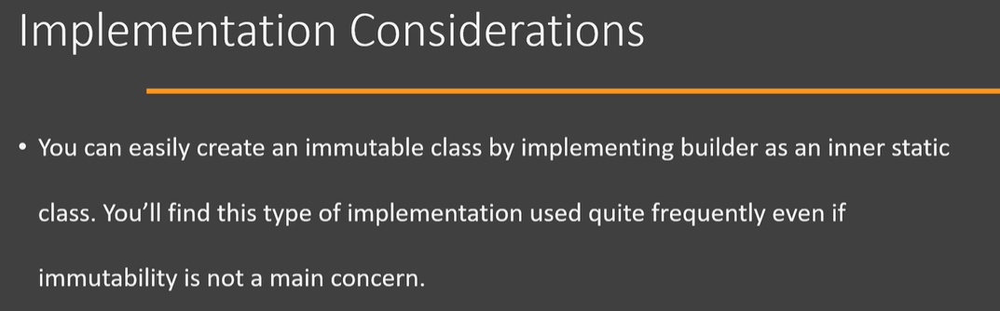 Implementation Considerations
• You can easily create an immutable class by implementing builder as an inner static
class. You’ll find this type of implementation used quite frequently even if
immutability is not a main concern.